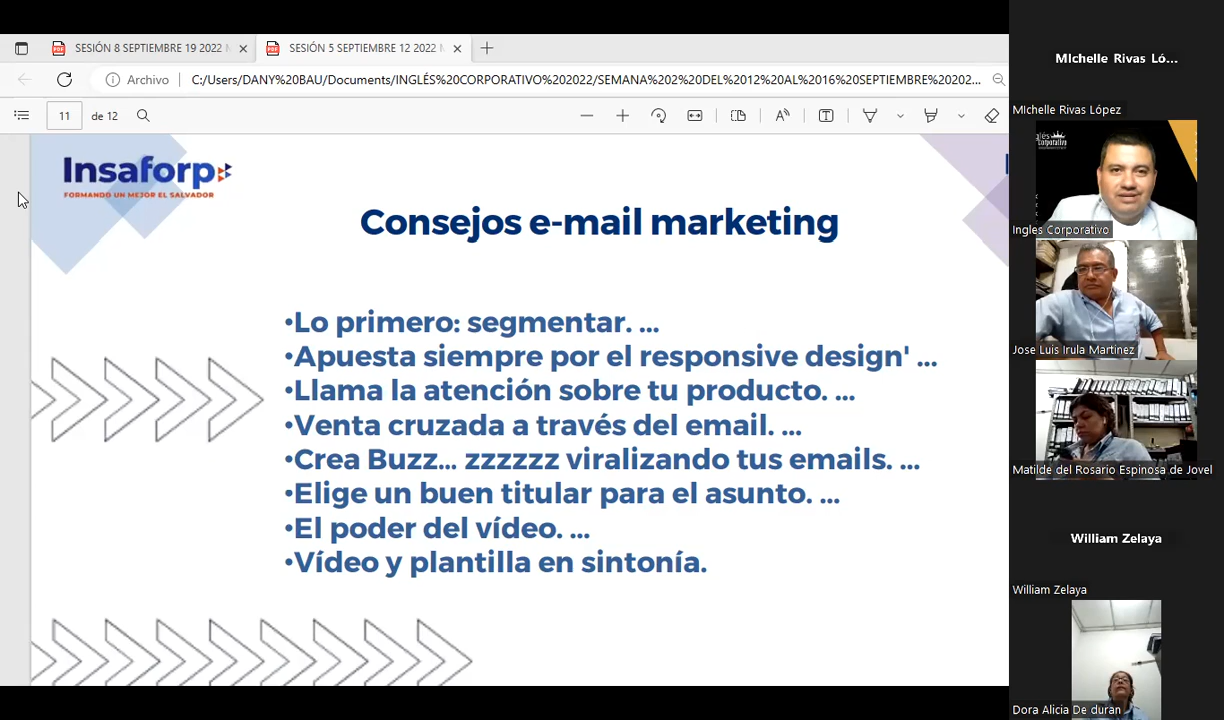 SESIÓN 8 SEPTIEMBRE 19 2022
SESIÓN 5 SEPTIEMBRE 12 2022
Archivo
C:/Users/DANY%20BAU/Documents/INGLÉS%20CORPORATIVO%202022/SEMANA%202%20DEL%2012%20AL%2016%20SEPTIEMBRE%20202...
11 de 12
Insaforp
FORMANDO UN MEJOR EL SALVADOR
Consejos e-mail marketing
•Lo primero: segmentar. ...
•Apuesta siempre por el responsive design' ...
•Llama la atención sobre tu producto. ...
•Venta cruzada a través del email. ...
•Crea Buzz... zzzzzz viralizando tus emails. ...
•Elige un buen titular para el asunto. ...
•El poder del vídeo. ...
•Vídeo y plantilla en sintonía.
MIchelle Rivas Ló...
MIchelle Rivas López
Ingles Corporativo
Jose Luis Irula Martinez
Matilde del Rosario Espinosa de Jovel
William Zelaya
William Zelaya
Dora Alicia De duran